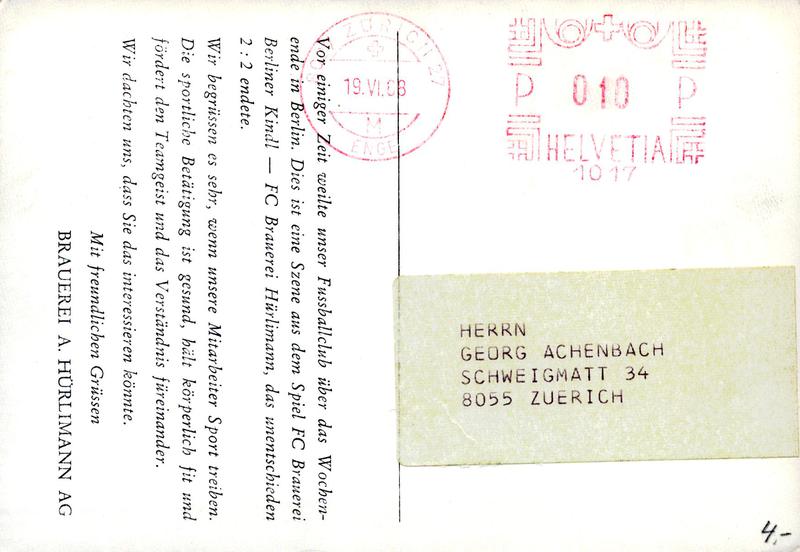 Vor einiger Zeit weilte unser Fussballclub über das Wochen-
ende in Berlin. Dies ist eine Szene aus dem Spiel FC Brauerei
Berliner Kindl — FC Brauerei Hürlimann, das unentschieden
2 : 2 endete.
Wir begrüssen es sehr, wenn unsere Mitarbeiter Sport treiben.
Die sportliche Betätigung ist gesund, hält körperlich fit und
fördert den Teamgeist und das Verständnis füreinander.
Wir dachten uns, dass Sie das interessieren könnte.
Mit freundlichen Grüssen
BRAUEREI A. HÜRLIMANN AG
ZÜRICH 27
19.VI.68
M
ENGE
P 010 P
HELVETIA
1017
HERRN
GEORG ACHENBACH
SCHWEIGMATT 34
8055 ZUERICH
4.-